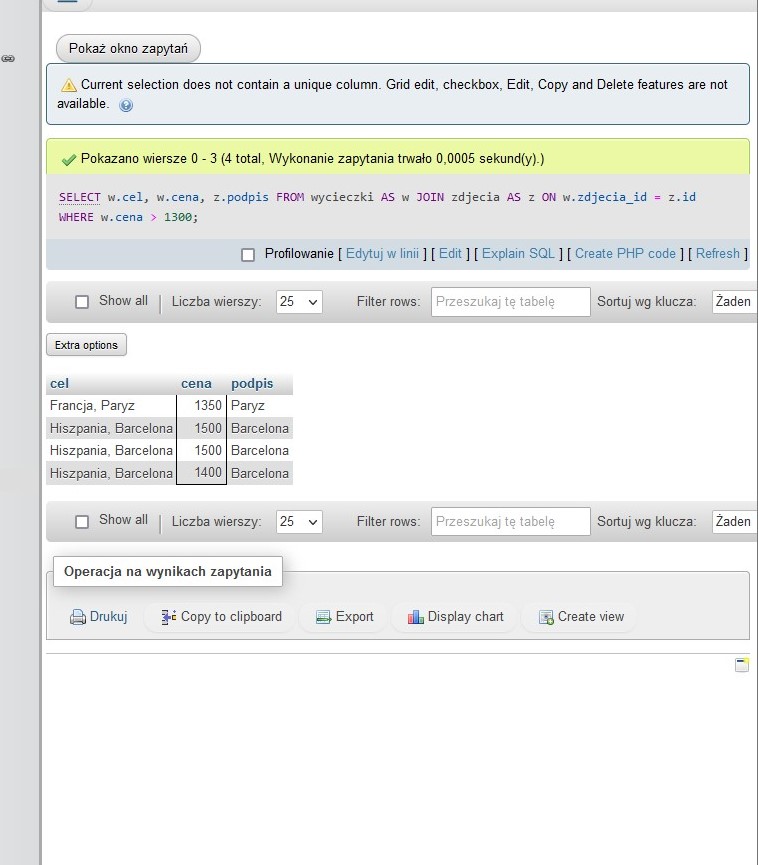 Pokaż okno zapytań
Current selection does not contain a unique column. Grid edit, checkbox, Edit, Copy and Delete features are not
available.
Pokazano wiersze 0 - 3 (4 total, Wykonanie zapytania trwało 0,0005 sekund(y).)
SELECT w.cel, w.cena, z.podpis FROM wycieczki AS w JOIN zdjecia AS z ON w.zdjecia_id = z.id
WHERE w.cena > 1300;
Profilowanie [ Edytuj w linii ] [ Edit ] [ Explain SQL ] [ Create PHP code ] [ Refresh ]
Show all | Liczba wierszy: 25 Filter rows: Przeszukaj tę tabelę Sortuj wg klucza: Żaden
Extra options
cel cena podpis
Francja, Paryz 1350 Paryz
Hiszpania, Barcelona 1500 Barcelona
Hiszpania, Barcelona 1500 Barcelona
Hiszpania, Barcelona 1400 Barcelona
Show all | Liczba wierszy: 25 Filter rows: Przeszukaj tę tabelę Sortuj wg klucza: Żaden
Operacja na wynikach zapytania
Drukuj Copy to clipboard Export Display chart Create view